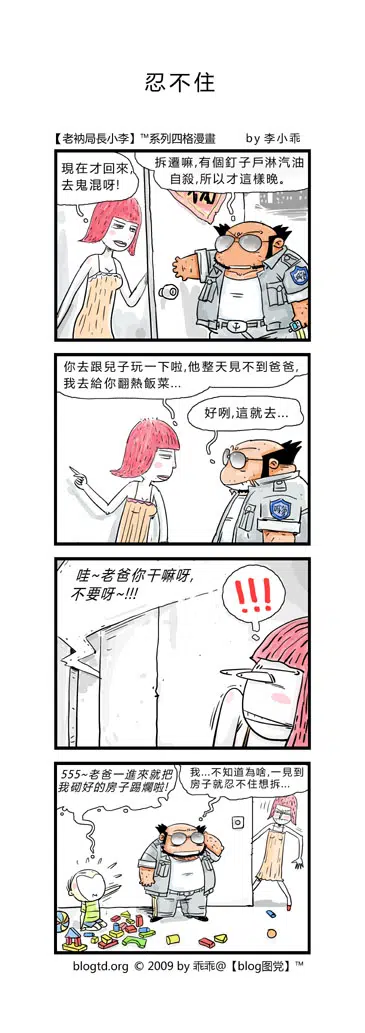 忍不住
【老衲局長小李】™系列四格漫畫 by 李小乖
現在才回來,
去鬼混呀!
拆遷嘛,有個釘子戶淋汽油
自殺,所以才這樣晚。
你去跟兒子玩一下啦,他整天見不到爸爸,
我去給你翻熱飯菜...
好咧,這就去...
哇~老爸你干嘛呀,
不要呀~!!!
!!!
555~老爸一進來就把
我砌好的房子踢爛啦!
我...不知道為啥,一見到
房子就忍不住想拆...
blogtd.org © 2009 by 乖乖@【blog图党】™